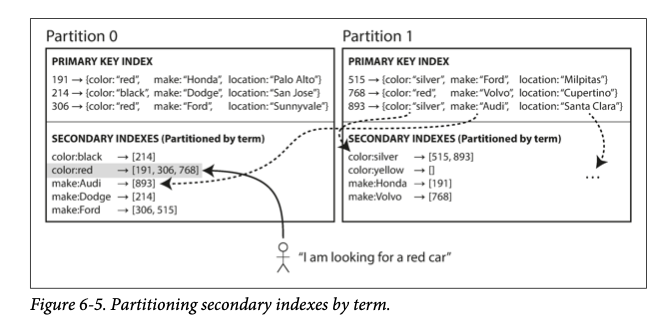 Partition 0
PRIMARY KEY INDEX
191 → {color:“red”, make:“Honda”, location:“Palo Alto”}
214 → {color:“black”, make:“Dodge”, location:“San Jose”}
306 → {color:“red”, make:“Ford”, location:“Sunnyvale”}
SECONDARY INDEXES (Partitioned by term)
color:black → [214]
color:red → [191, 306, 768]
make:Audi → [893]
make:Dodge → [214]
make:Ford → [306, 515]
Partition 1
PRIMARY KEY INDEX
515 → {color:“silver”, make:“Ford”, location:“Milpitas”}
768 → {color:“red”, make:“Volvo”, location:“Cupertino”}
893 → {color:“silver”, make:“Audi”, location:“Santa Clara”}
SECONDARY INDEXES (Partitioned by term)
color:silver → [515, 893]
color:yellow → []
make:Honda → [191]
make:Volvo → [768]
...
“I am looking for a red car”
Figure 6-5. Partitioning secondary indexes by term.